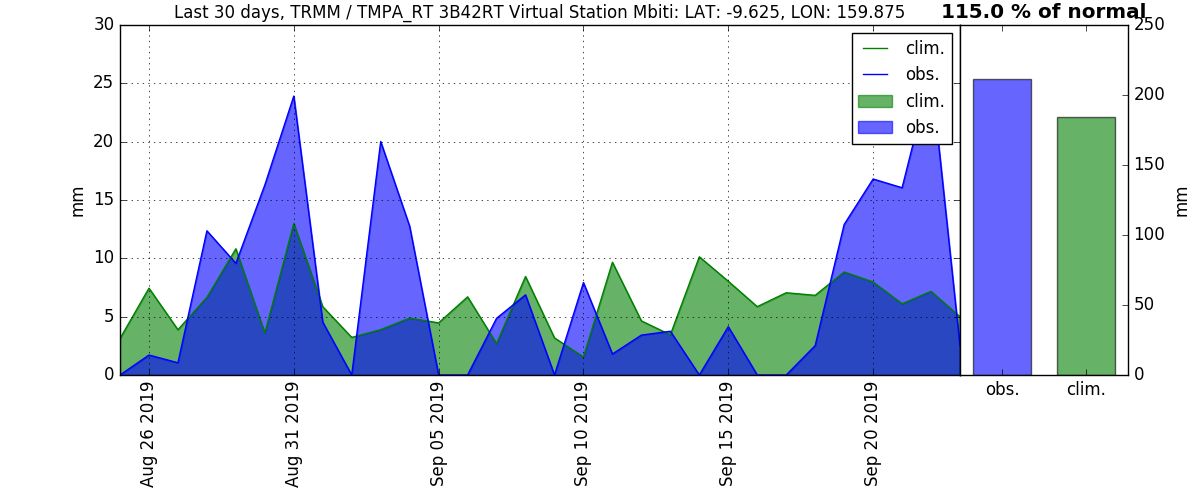 Last 30 days, TRMM / TMPA_RT 3B42RT Virtual Station Mbiti: LAT: -9.625, LON: 159.875
115.0 % of normal
mm
30
25
20
15
10
5
0
clim.
obs.
clim.
obs.
Aug 26 2019
Aug 31 2019
Sep 05 2019
Sep 10 2019
Sep 15 2019
Sep 20 2019
250
200
150
100
50
0
mm
obs.
clim.